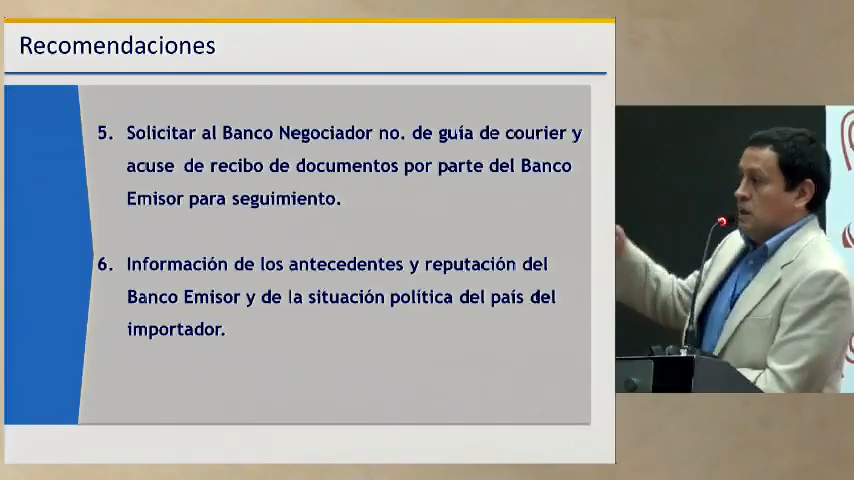 Recomendaciones
5. Solicitar al Banco Negociador no. de guía de courier y
acuse de recibo de documentos por parte del Banco
Emisor para seguimiento.
6. Información de los antecedentes y reputación del
Banco Emisor y de la situación política del país del
importador.